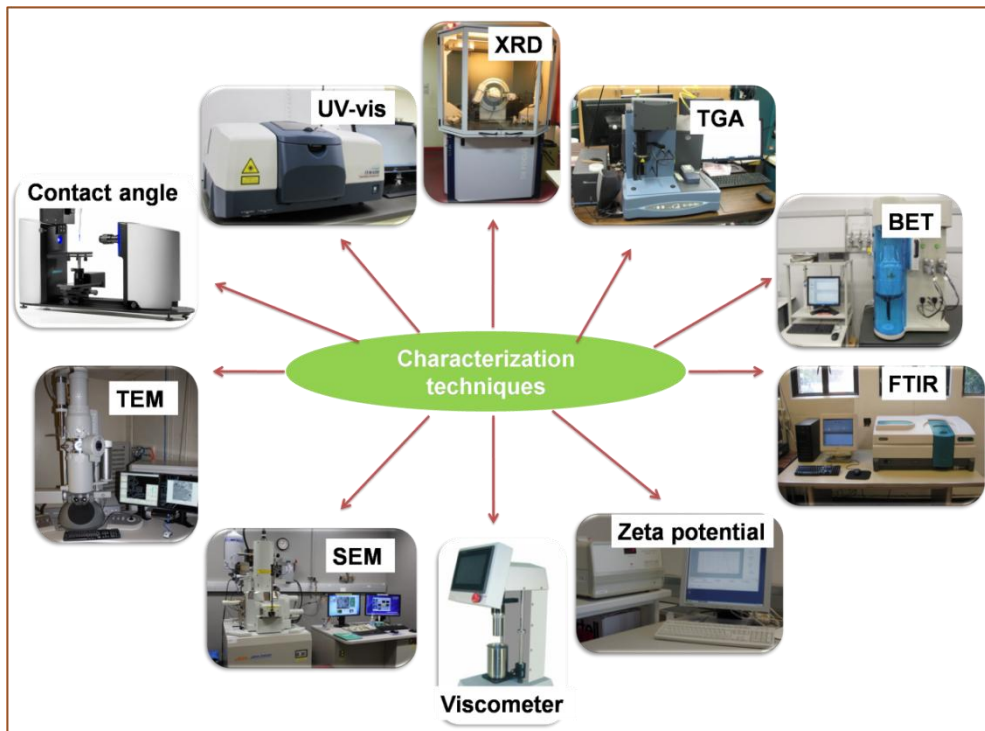 XRD
UV-vis
TGA
Contact angle
BET
Characterization
techniques
TEM
FTIR
SEM
Zeta potential
Viscometer